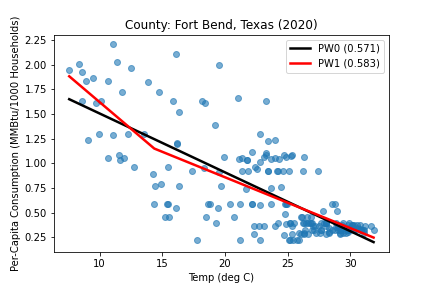 County: Fort Bend, Texas (2020)
PW0 (0.571)
PW1 (0.583)
Per-Capita Consumption (MMBtu/1000 Households)
2.25
2.00
1.75
1.50
1.25
1.00
0.75
0.50
0.25
10 15 20 25 30
Temp (deg C)